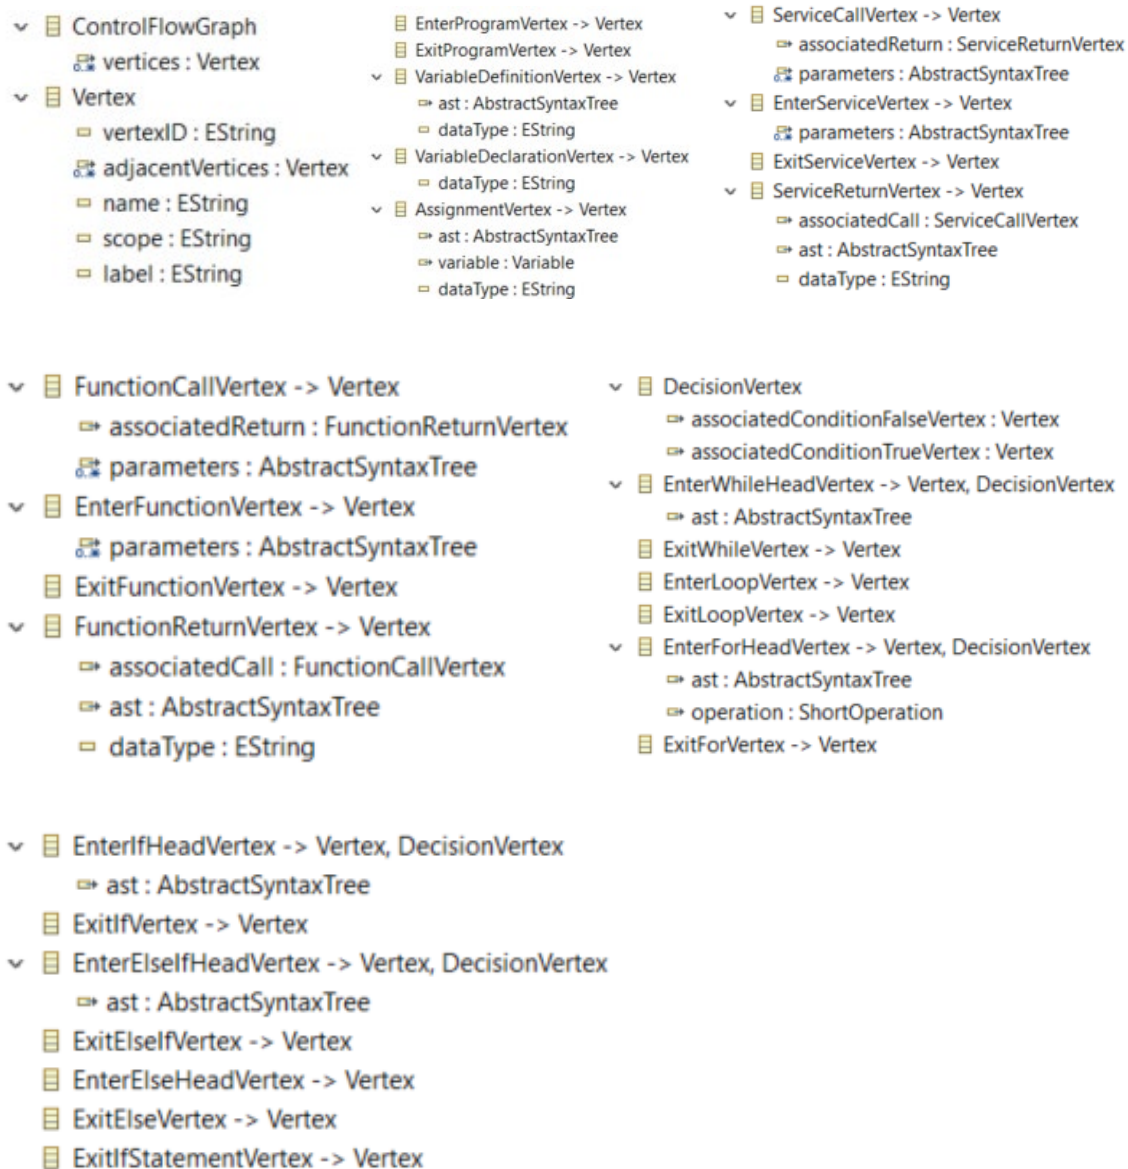 ControlFlowGraph
vertices : Vertex
Vertex
vertexID : EString
adjacentVertices : Vertex
name : EString
scope : EString
label : EString
EnterProgramVertex -> Vertex
ExitProgramVertex -> Vertex
VariableDefinitionVertex -> Vertex
ast : AbstractSyntaxTree
dataType : EString
VariableDeclarationVertex -> Vertex
dataType : EString
AssignmentVertex -> Vertex
ast : AbstractSyntaxTree
variable : Variable
dataType : EString
ServiceCallVertex -> Vertex
associatedReturn : ServiceReturnVertex
parameters : AbstractSyntaxTree
EnterServiceVertex -> Vertex
parameters : AbstractSyntaxTree
ExitServiceVertex -> Vertex
ServiceReturnVertex -> Vertex
associatedCall : ServiceCallVertex
ast : AbstractSyntaxTree
dataType : EString
FunctionCallVertex -> Vertex
associatedReturn : FunctionReturnVertex
parameters : AbstractSyntaxTree
EnterFunctionVertex -> Vertex
parameters : AbstractSyntaxTree
ExitFunctionVertex -> Vertex
FunctionReturnVertex -> Vertex
associatedCall : FunctionCallVertex
ast : AbstractSyntaxTree
dataType : EString
DecisionVertex
associatedConditionFalseVertex : Vertex
associatedConditionTrueVertex : Vertex
EnterWhileHeadVertex -> Vertex, DecisionVertex
ast : AbstractSyntaxTree
ExitWhileVertex -> Vertex
EnterLoopVertex -> Vertex
ExitLoopVertex -> Vertex
EnterForHeadVertex -> Vertex, DecisionVertex
ast : AbstractSyntaxTree
operation : ShortOperation
ExitForVertex -> Vertex
EnterIfHeadVertex -> Vertex, DecisionVertex
ast : AbstractSyntaxTree
ExitIfVertex -> Vertex
EnterElseIfHeadVertex -> Vertex, DecisionVertex
ast : AbstractSyntaxTree
ExitElseIfVertex -> Vertex
EnterElseHeadVertex -> Vertex
ExitElseVertex -> Vertex
ExitIfStatementVertex -> Vertex